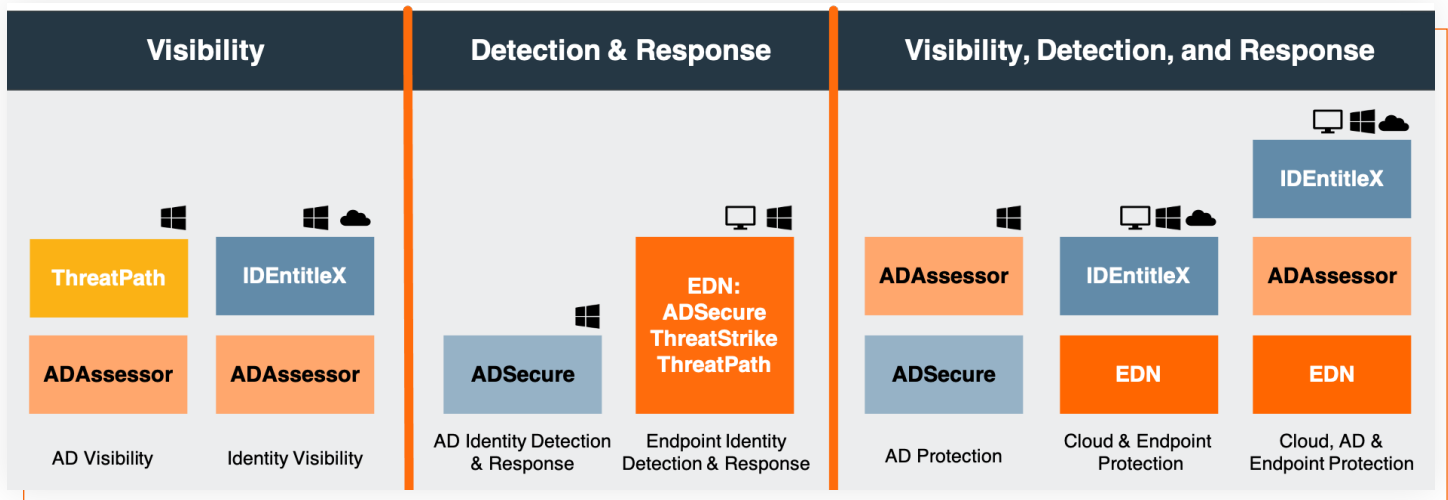 Visibility
Detection & Response
Visibility, Detection, and Response
ThreatPath
ADAssessor
AD Visibility
IDEntitleX
ADAssessor
Identity Visibility
ADSecure
AD Identity Detection
& Response
EDN:
ADSecure
ThreatStrike
ThreatPath
Endpoint Identity
Detection & Response
ADAssessor
ADSecure
AD Protection
IDEntitleX
EDN
Cloud & Endpoint
Protection
IDEntitleX
ADAssessor
EDN
Cloud, AD &
Endpoint Protection